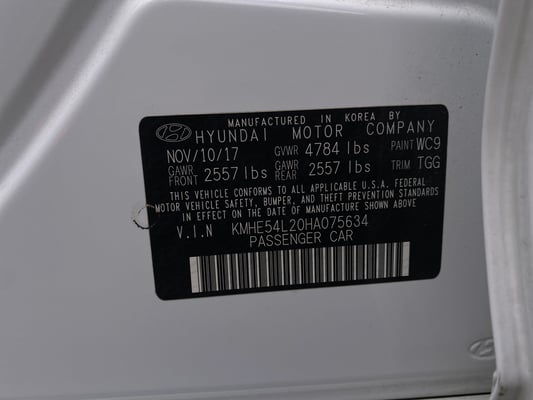 MANUFACTURED IN KOREA BY
HYUNDAI MOTOR COMPANY
NOV/10/17 GVWR 4784 lbs PAINT WC9
GAWR FRONT 2557 lbs GAWR REAR 2557 lbs TRIM TGG
THIS VEHICLE CONFORMS TO ALL APPLICABLE U.S.A. FEDERAL
MOTOR VEHICLE SAFETY, BUMPER, AND THEFT PREVENTION STANDARDS
IN EFFECT ON THE DATE OF MANUFACTURE SHOWN ABOVE.
V.I.N KMHE54L20HA075634
PASSENGER CAR